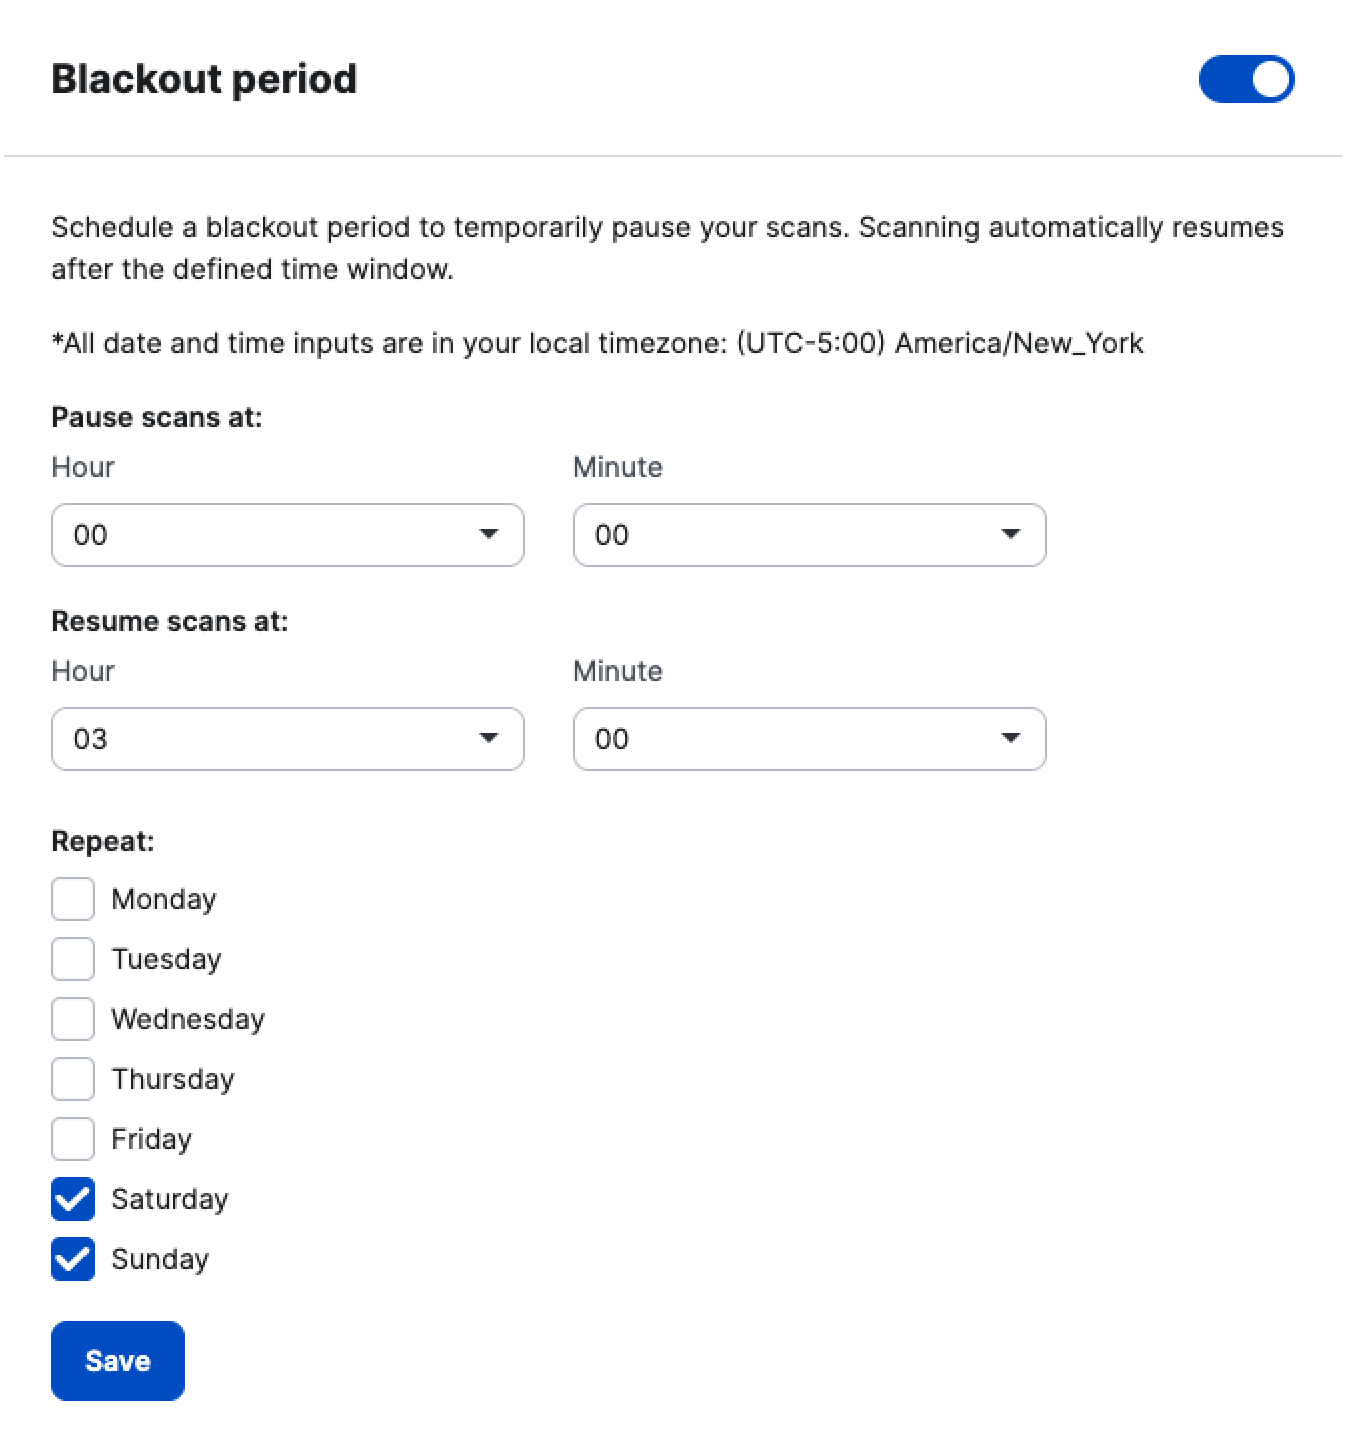 Blackout period
Schedule a blackout period to temporarily pause your scans. Scanning automatically resumes
after the defined time window.
*All date and time inputs are in your local timezone: (UTC-5:00) America/New_York
Pause scans at:
Hour Minute
00 00
Resume scans at:
Hour Minute
03 00
Repeat:
Monday
Tuesday
Wednesday
Thursday
Friday
Saturday
Sunday
Save